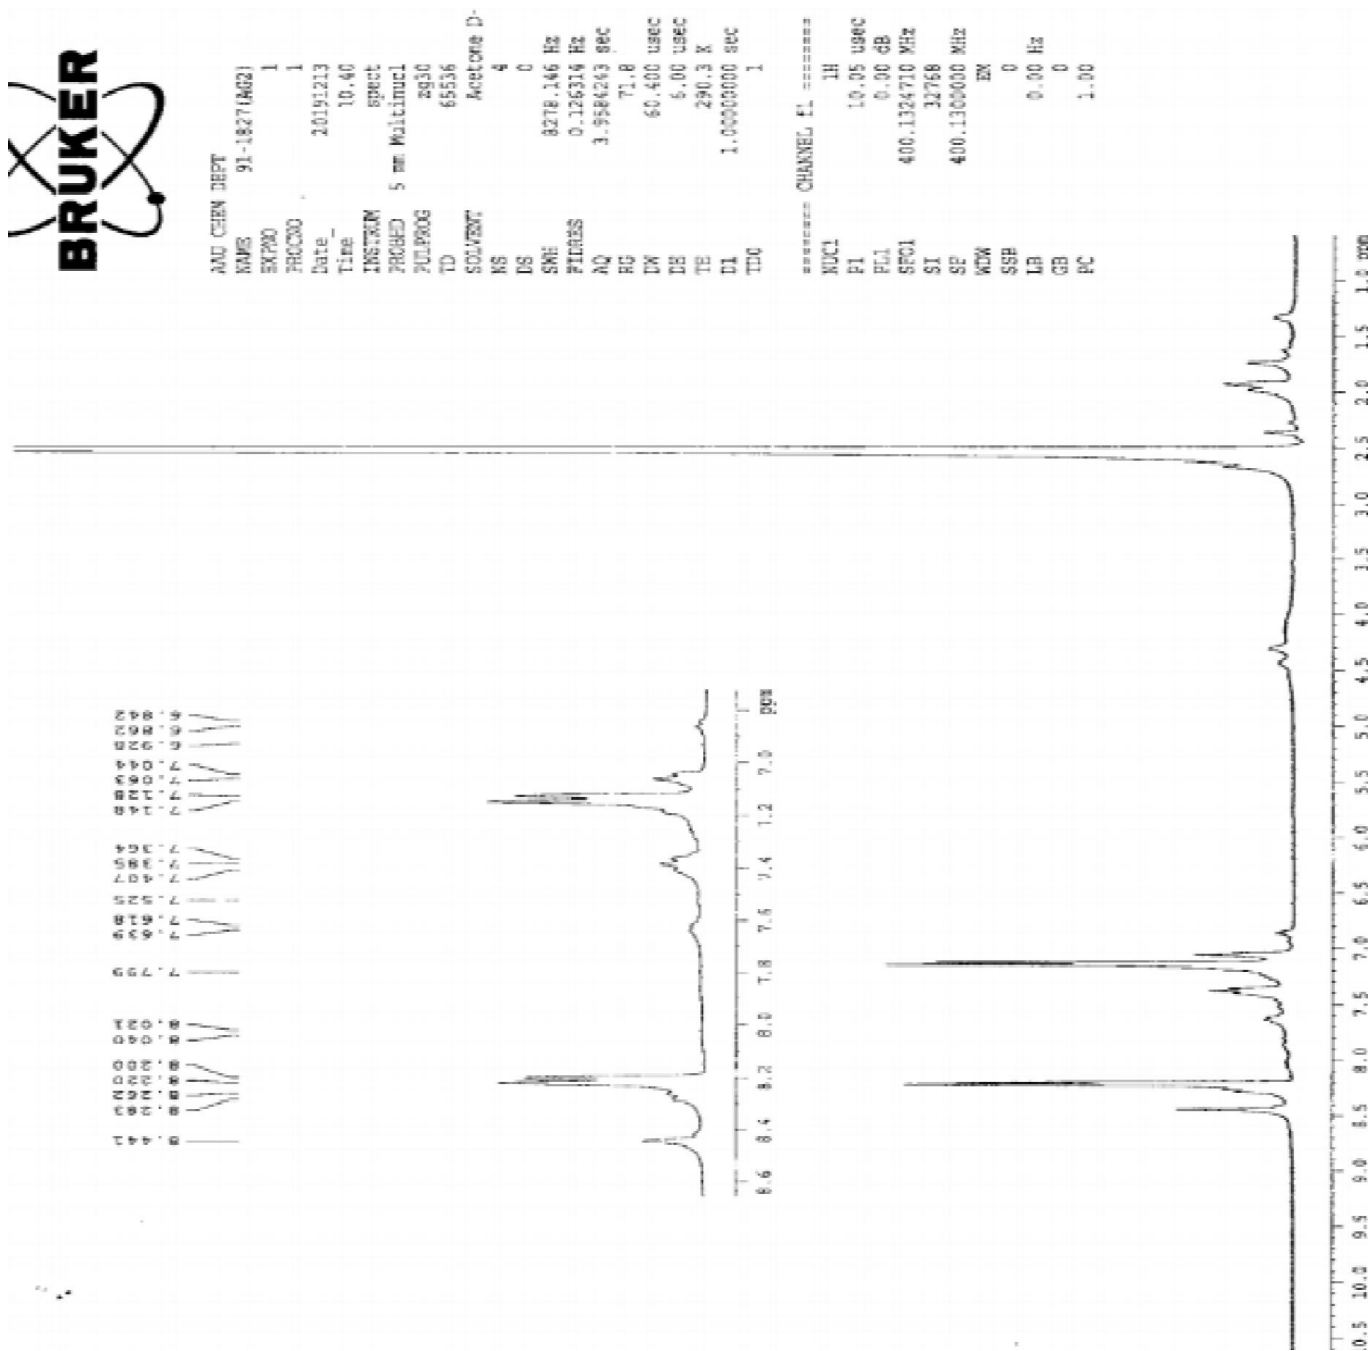 BRUKER
AAU CHEM DEPT
NAME 91-1827(AG2)
EXPNO 1
PROCNO 1
Date_ 20191213
Time 10.40
INSTRUM spect
PROBHD 5 mm Multinucl
PULPROG zg30
TD 65536
SOLVENT Acetone D-
NS 4
DS 0
SWH 8278.146 Hz
FIDRES 0.126314 Hz
AQ 3.9584243 sec
RG 71.8
DW 60.400 usec
DE 6.00 usec
TE 290.3 K
D1 1.00000000 sec
TD0 1
======== CHANNEL f1 ========
NUC1 1H
P1 10.05 usec
PL1 0.00 dB
SFO1 400.1324710 MHz
SI 32768
SF 400.1300000 MHz
WDW EM
SSB 0
LB 0.00 Hz
GB 0
PC 1.00
8.441
8.283
8.262
8.220
8.200
8.040
8.021
7.639
7.618
7.525
7.407
7.385
7.364
7.148
7.128
7.063
7.044
6.928
6.862
6.842
8.6 8.4 8.2 8.0 7.8 7.6 7.4 7.2 7.0 ppm
0.5 10.0 9.5 9.0 8.5 8.0 7.5 7.0 6.5 6.0 5.5 5.0 4.5 4.0 3.5 3.0 2.5 2.0 1.5 1.0 ppm